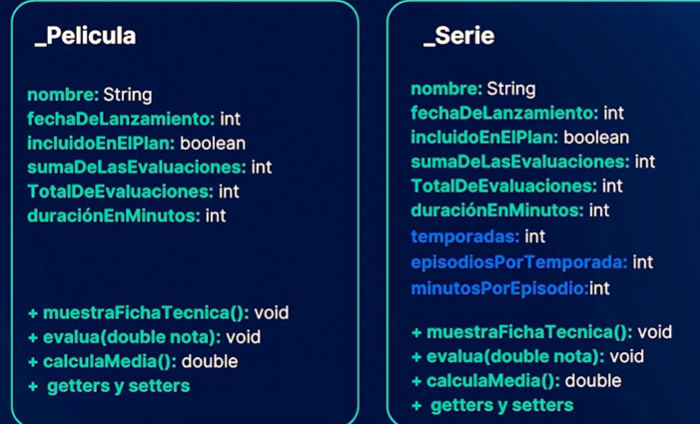 _Pelicula
nombre: String
fechaDeLanzamiento: int
incluidoEnElPlan: boolean
sumaDeLasEvaluaciones: int
TotalDeEvaluaciones: int
duraciónEnMinutos: int
+ muestraFichaTecnica(): void
+ evalua(double nota): void
+ calculaMedia(): double
+ getters y setters
_Serie
nombre: String
fechaDeLanzamiento: int
incluidoEnElPlan: boolean
sumaDeLasEvaluaciones: int
TotalDeEvaluaciones: int
duraciónEnMinutos: int
temporadas: int
episodiosPorTemporada: int
minutosPorEpisodio:int
+ muestraFichaTecnica(): void
+ evalua(double nota): void
+ calculaMedia(): double
+ getters y setters